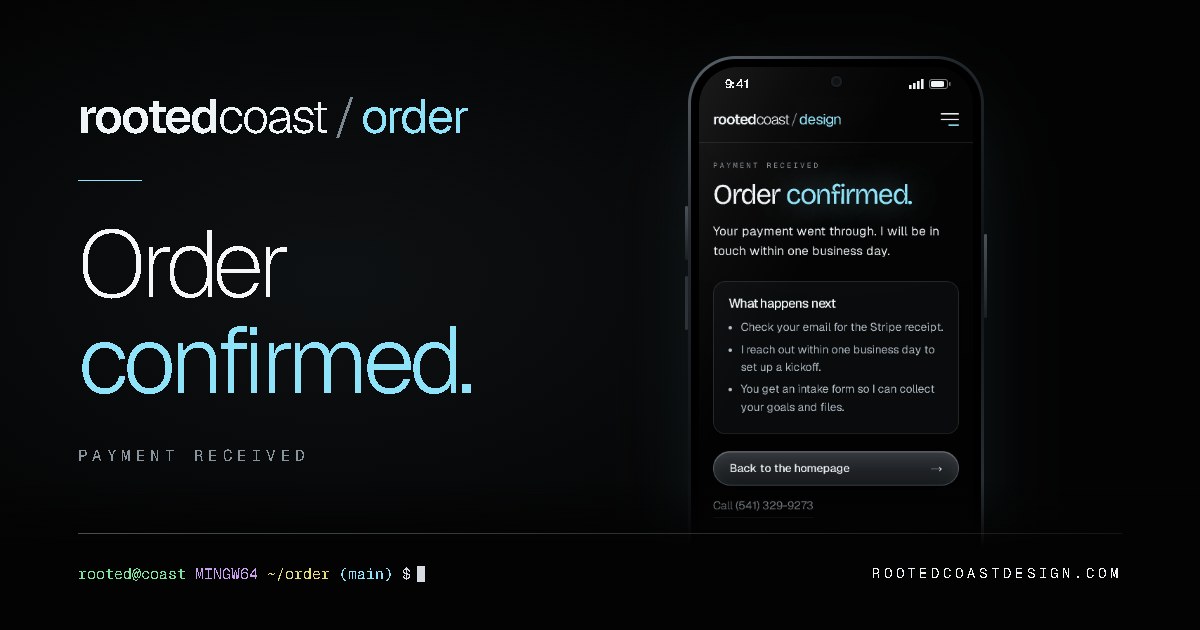 rootedcoast / order
Order
confirmed.
PAYMENT RECEIVED
9:41
rootedcoast / design
PAYMENT RECEIVED
Order confirmed.
Your payment went through. I will be in
touch within one business day.
What happens next
• Check your email for the Stripe receipt.
• I reach out within one business day to
set up a kickoff.
• You get an intake form so I can collect
your goals and files.
Back to the homepage →
Call (541) 329-9273
rooted@coast MINGW64 ~/order (main) $
ROOTEDCOASTDESIGN.COM